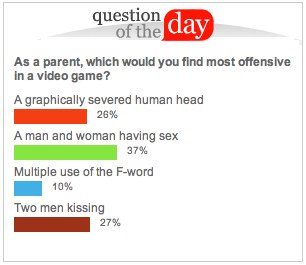 question
of the day
As a parent, which would you find most offensive
in a video game?
A graphically severed human head
26%
A man and woman having sex
37%
Multiple use of the F-word
10%
Two men kissing
27%